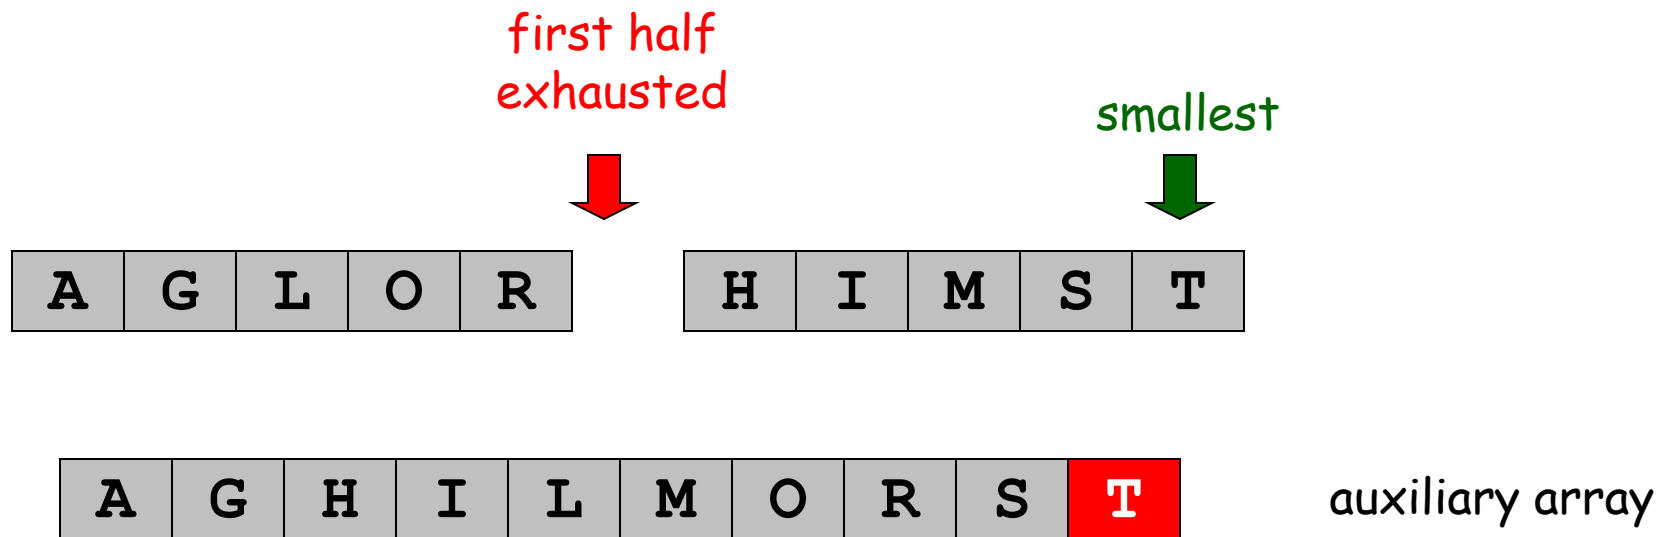 first half
exhausted
smallest
A G L O R H I M S T
A G H I L M O R S T auxiliary array